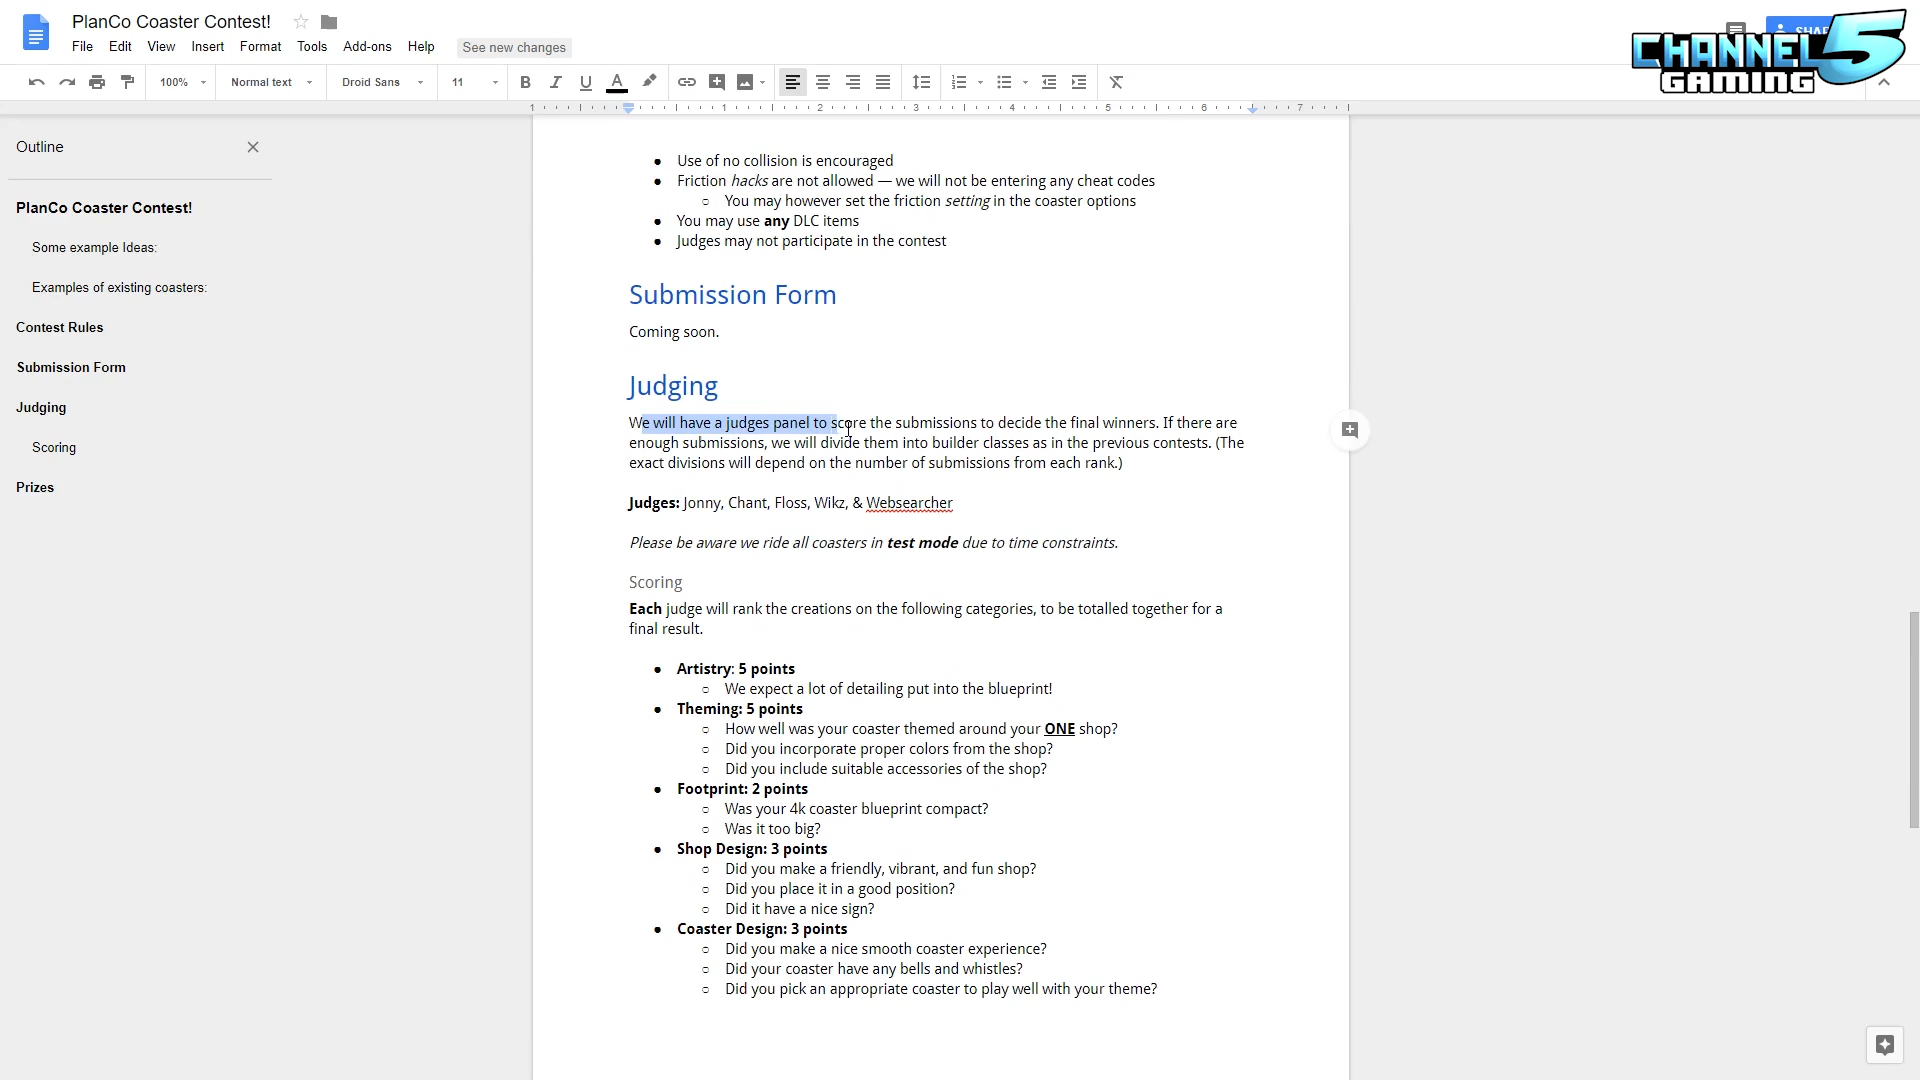 PlanCo Coaster Contest!
File Edit View Insert Format Tools Add-ons Help See new changes
CHANNEL 5
GAMING
100% Normal text Droid Sans 11
1 1 2 3 4 5 6 7
Outline
PlanCo Coaster Contest!
Some example Ideas:
Examples of existing coasters:
Contest Rules
Submission Form
Judging
Scoring
Prizes
● Use of no collision is encouraged
● Friction hacks are not allowed — we will not be entering any cheat codes
○ You may however set the friction setting in the coaster options
● You may use any DLC items
● Judges may not participate in the contest
Submission Form
Coming soon.
Judging
We will have a judges panel to score the submissions to decide the final winners. If there are
enough submissions, we will divide them into builder classes as in the previous contests. (The
exact divisions will depend on the number of submissions from each rank.)
Judges: Jonny, Chant, Floss, Wikz, & Websearcher
Please be aware we ride all coasters in test mode due to time constraints.
Scoring
Each judge will rank the creations on the following categories, to be totalled together for a
final result.
● Artistry: 5 points
○ We expect a lot of detailing put into the blueprint!
● Theming: 5 points
○ How well was your coaster themed around your ONE shop?
○ Did you incorporate proper colors from the shop?
○ Did you include suitable accessories of the shop?
● Footprint: 2 points
○ Was your 4k coaster blueprint compact?
○ Was it too big?
● Shop Design: 3 points
○ Did you make a friendly, vibrant, and fun shop?
○ Did you place it in a good position?
○ Did it have a nice sign?
● Coaster Design: 3 points
○ Did you make a nice smooth coaster experience?
○ Did your coaster have any bells and whistles?
○ Did you pick an appropriate coaster to play well with your theme?